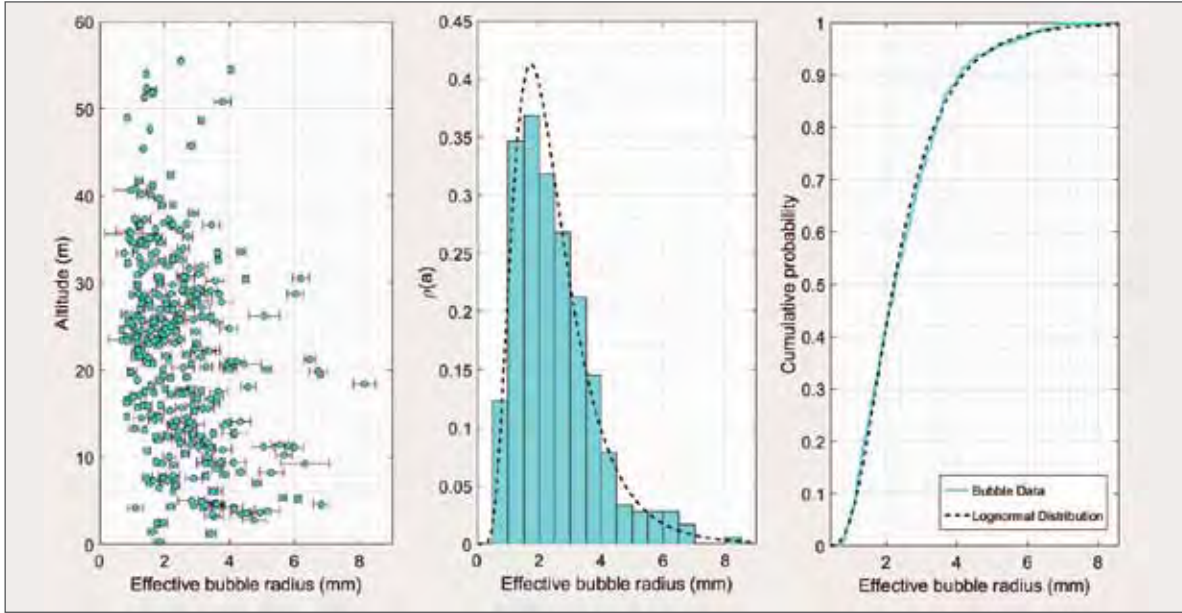 60
50
40
30
20
10
0
Altitude (m)
0 2 4 6 8
Effective bubble radius (mm)
0.45
0.4
0.35
0.3
0.25
0.2
0.15
0.1
0.05
0
ρ(a)
0 2 4 6 8
Effective bubble radius (mm)
1
0.9
0.8
0.7
0.6
0.5
0.4
0.3
0.2
0.1
0
Cumulative probability
2 4 6 8
Effective bubble radius (mm)
Bubble Data
Lognormal Distribution